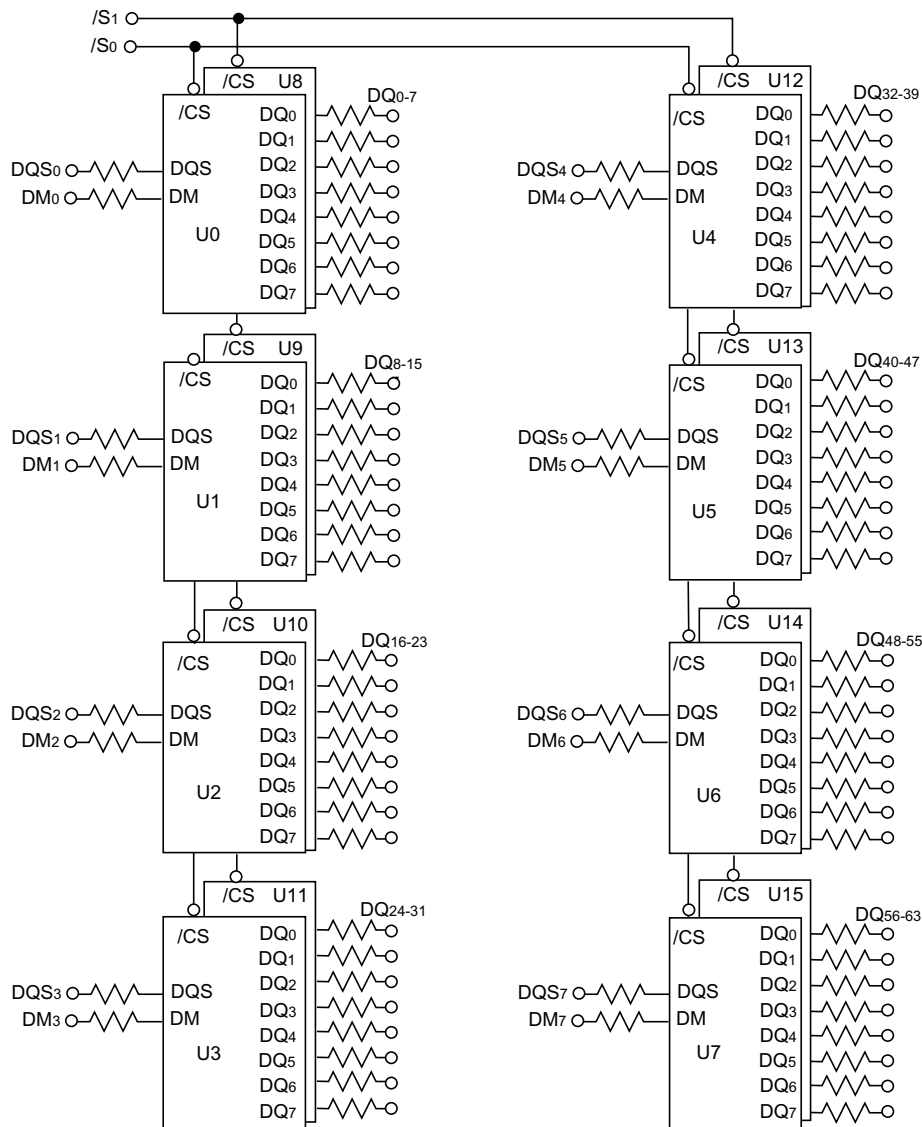 /S1
/S0
/CS U8
/CS
DQ0-7
DQ0
DQ1
DQ2
DQ3
DQ4
DQ5
DQ6
DQ7
DQS0 DQS
DM0 DM
U0
/CS U12
/CS
DQ32-39
DQ0
DQ1
DQ2
DQ3
DQ4
DQ5
DQ6
DQ7
DQS4 DQS
DM4 DM
U4
/CS U9
/CS
DQ8-15
DQ0
DQ1
DQ2
DQ3
DQ4
DQ5
DQ6
DQ7
DQS1 DQS
DM1 DM
U1
/CS U13
/CS
DQ40-47
DQ0
DQ1
DQ2
DQ3
DQ4
DQ5
DQ6
DQ7
DQS5 DQS
DM5 DM
U5
/CS U10
/CS
DQ16-23
DQ0
DQ1
DQ2
DQ3
DQ4
DQ5
DQ6
DQ7
DQS2 DQS
DM2 DM
U2
/CS U14
/CS
DQ48-55
DQ0
DQ1
DQ2
DQ3
DQ4
DQ5
DQ6
DQ7
DQS6 DQS
DM6 DM
U6
/CS U11
/CS
DQ24-31
DQ0
DQ1
DQ2
DQ3
DQ4
DQ5
DQ6
DQ7
DQS3 DQS
DM3 DM
U3
/CS U15
/CS
DQ56-63
DQ0
DQ1
DQ2
DQ3
DQ4
DQ5
DQ6
DQ7
DQS7 DQS
DM7 DM
U7